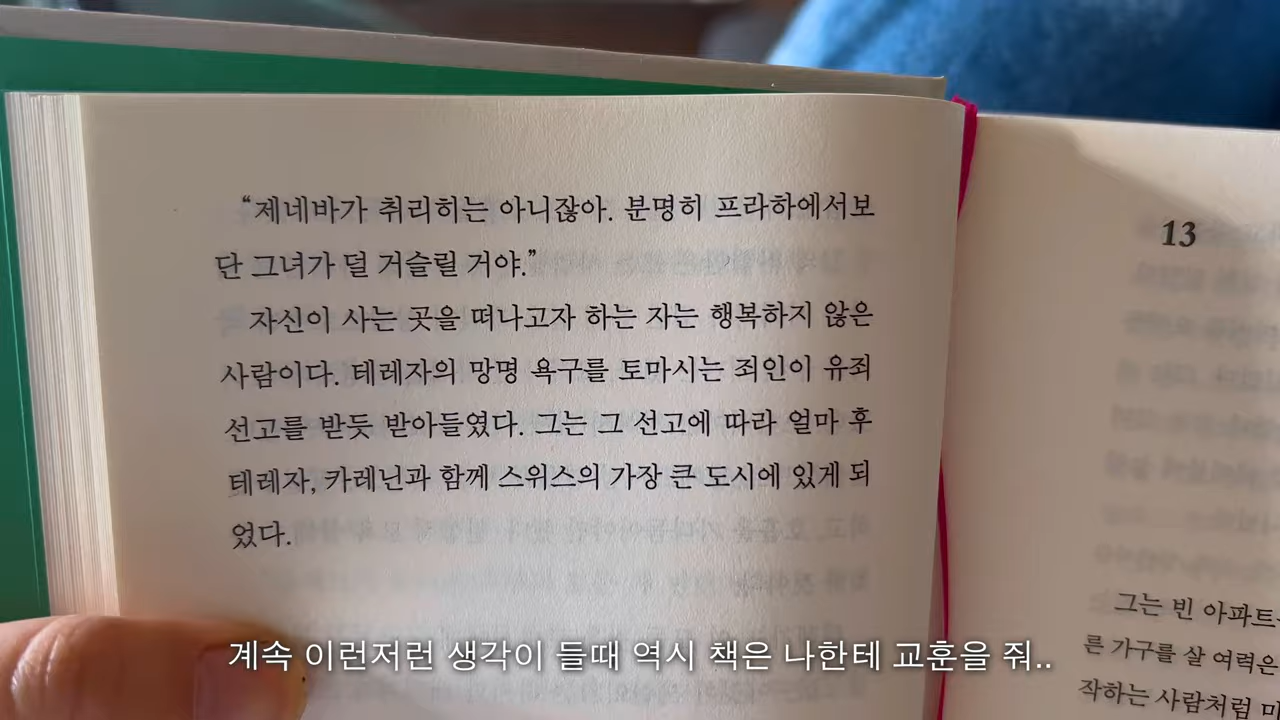 “제네바가 취리히는 아니잖아. 분명히 프라하에서보
단 그녀가 덜 거슬릴 거야.”
자신이 사는 곳을 떠나고자 하는 자는 행복하지 않은
사람이다. 테레자의 망명 욕구를 토마시는 죄인이 유죄
선고를 받듯 받아들였다. 그는 그 선고에 따라 얼마 후
테레자, 카레닌과 함께 스위스의 가장 큰 도시에 있게 되
었다.
13
그는 빈 아파트
른 가구를 살 여력은
작하는 사람처럼
계속 이런저런 생각이 들때 역시 책은 나한테 교훈을 줘..